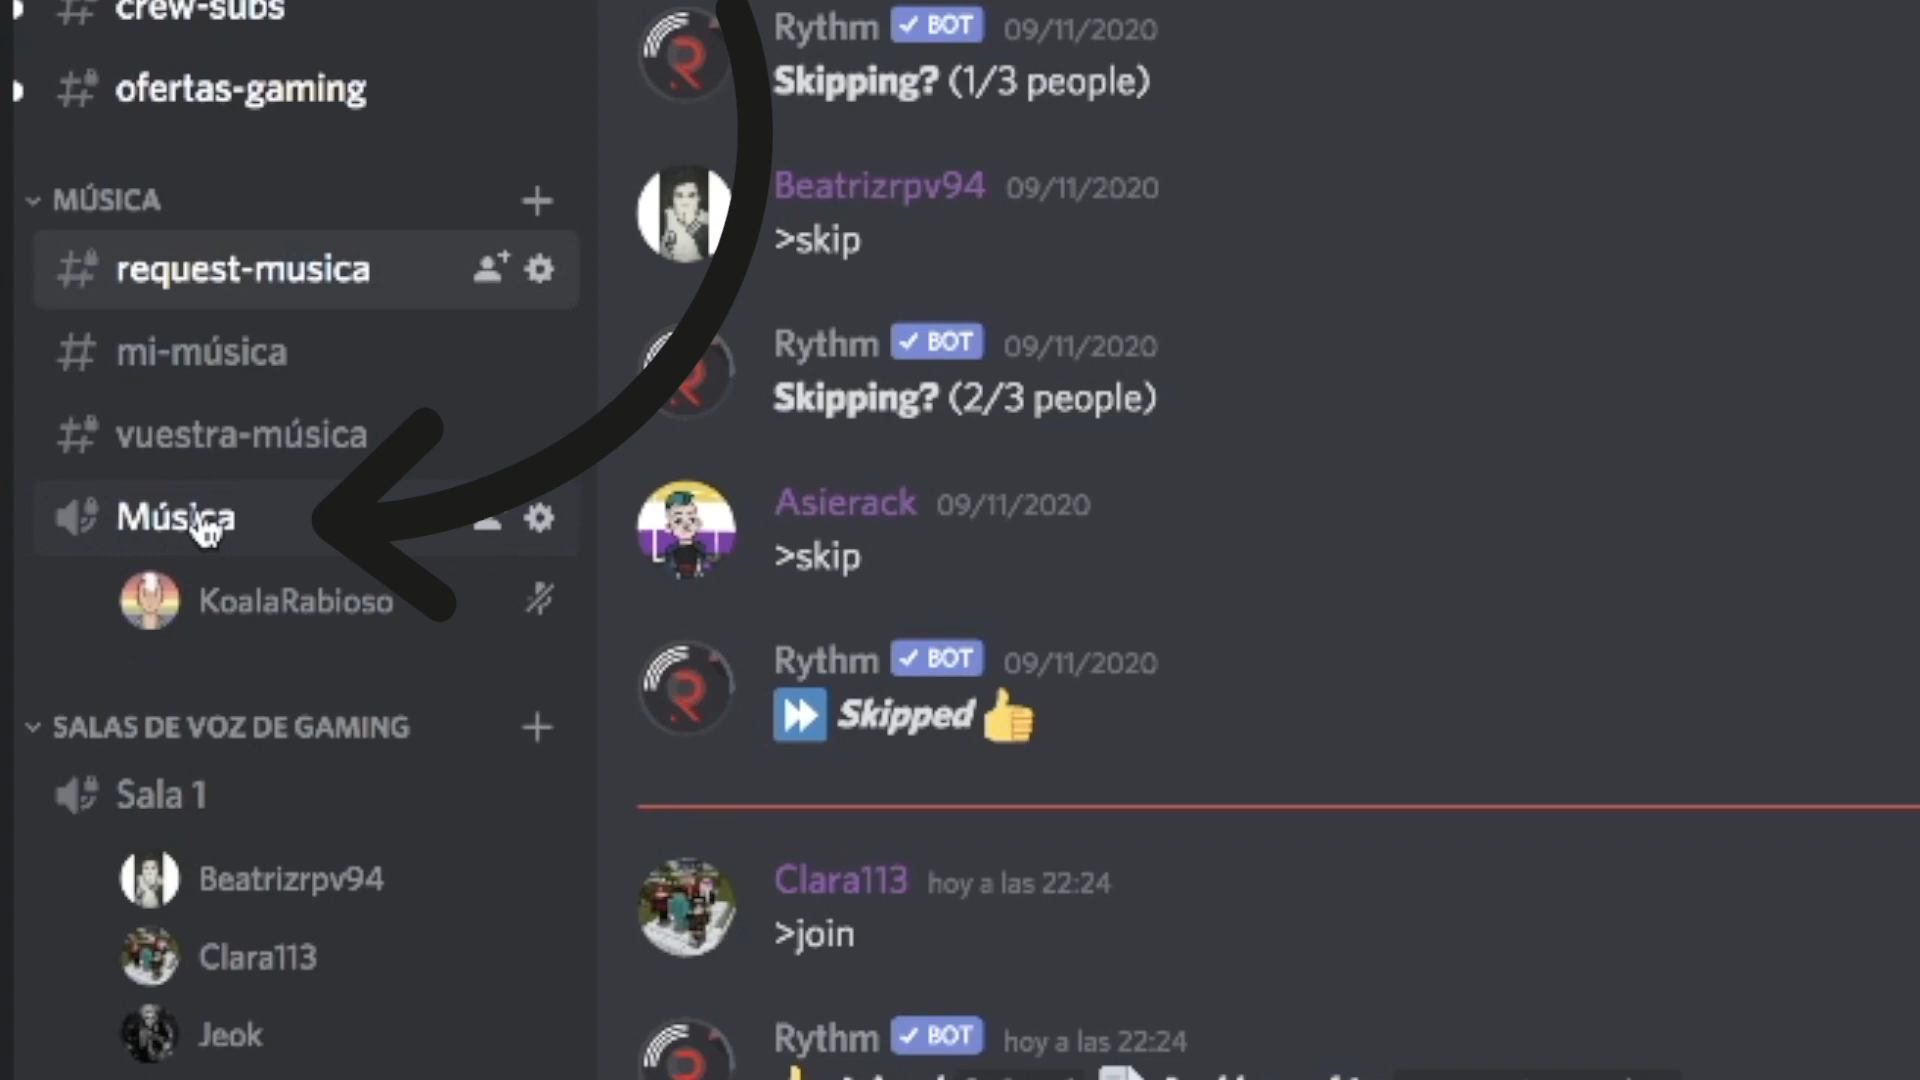 crew-subs
ofertas-gaming
MÚSICA
request-musica
mi-música
vuestra-música
Música
KoalaRabioso
SALAS DE VOZ DE GAMING
Sala 1
Beatrizrpv94
Clara113
Jeok
Rythm BOT 09/11/2020
Skipping? (1/3 people)
Beatrizrpv94 09/11/2020
>skip
Rythm BOT 09/11/2020
Skipping? (2/3 people)
Asierack 09/11/2020
>skip
Rythm BOT 09/11/2020
Skipped
Clara113 hoy a las 22:24
>join
Rythm BOT hoy a las 22:24